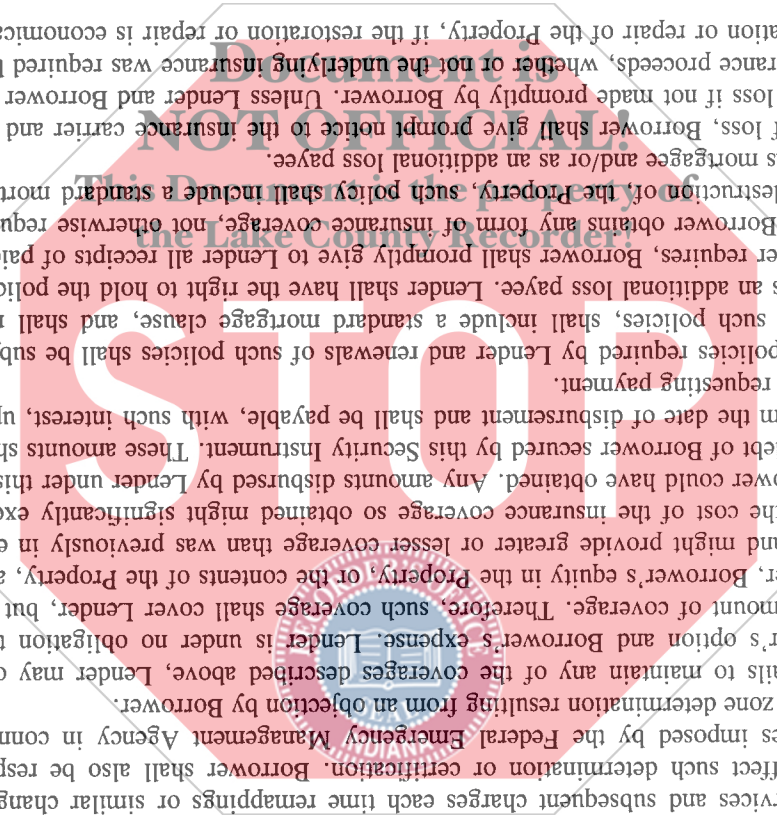 rvices and subsequent charges each time remappings or similar chang
ffect such determination or certification. Borrower shall also be resp
es imposed by the Federal Emergency Management Agency in conn
zone determination resulting from an objection by Borrower.
ils to maintain any of the coverages described above, Lender may o
r's option and Borrower's expense. Lender is under no obligation t
mount of coverage. Therefore, such coverage shall cover Lender, but
er, Borrower's equity in the Property, or the contents of the Property, a
and might provide greater or lesser coverage than was previously in e
the cost of the insurance coverage so obtained might significantly exc
ower could have obtained. Any amounts disbursed by Lender under this
ebt of Borrower secured by this Security Instrument. These amounts sh
m the date of disbursement and shall be payable, with such interest, up
requesting payment.
policies required by Lender and renewals of such policies shall be subj
such policies, shall include a standard mortgage clause, and shall n
s an additional loss payee. Lender shall have the right to hold the polic
er requires, Borrower shall promptly give to Lender all receipts of paid
Borrower obtains any form of insurance coverage, not otherwise requ
destruction of, the Property, such policy shall include a standard mort
s mortgagee and/or as an additional loss payee.
f loss, Borrower shall give prompt notice to the insurance carrier and
loss if not made promptly by Borrower. Unless Lender and Borrower
rance proceeds, whether or not the underlying insurance was required b
ation or repair of the Property, if the restoration or repair is economic
Document is
NOT OFFICIAL!
This Document is the property of
the Lake County Recorder!
STOP
RECORDER'S OFFICE
SEAL
INDIANA